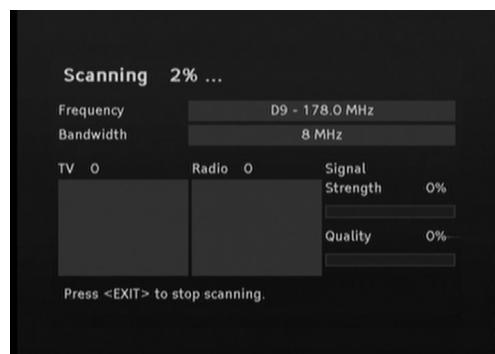 Scanning 2% ...
Frequency D9 - 178.0 MHz
Bandwidth 8 MHz
TV 0 Radio 0 Signal
Strength 0%
Quality 0%
Press <EXIT> to stop scanning.